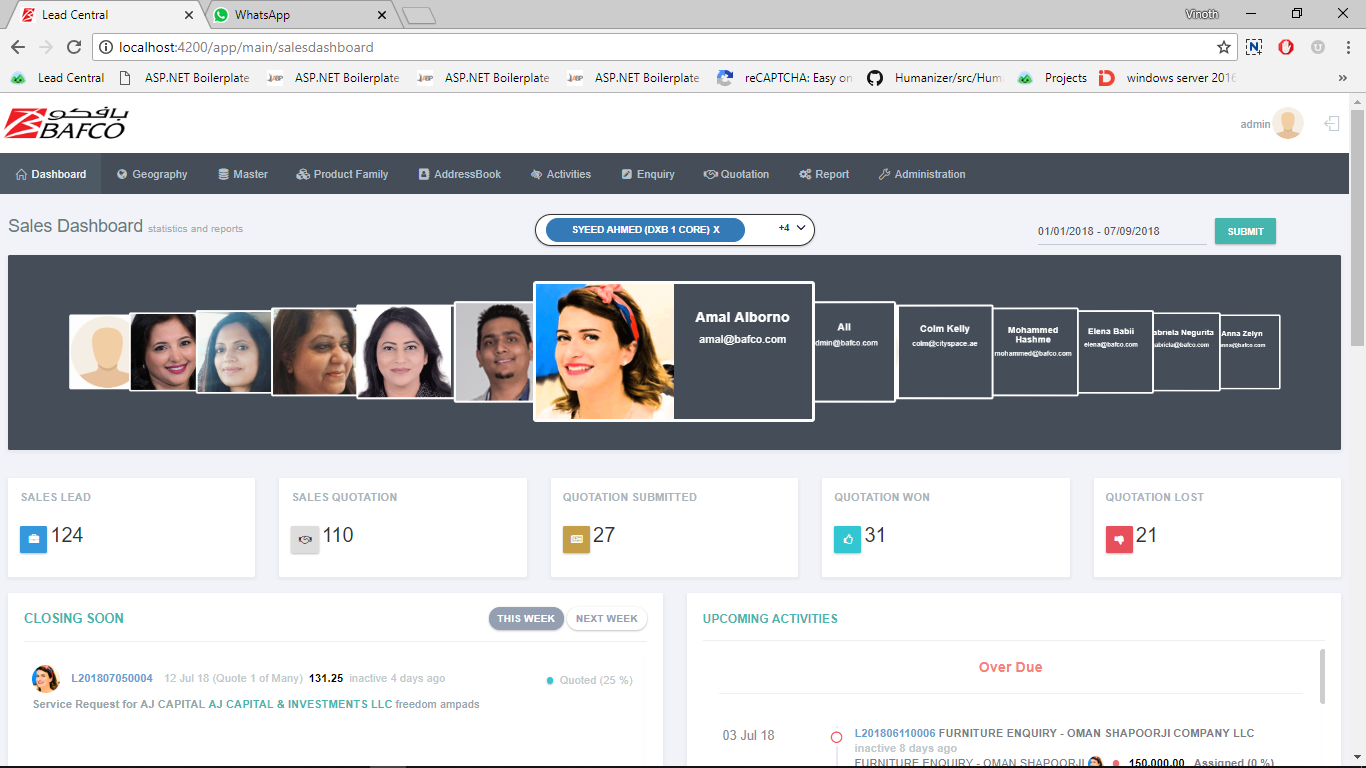 Lead Central
WhatsApp
Vinoth
localhost:4200/app/main/salesdashboard
Lead Central ASP.NET Boilerplate ASP.NET Boilerplate ASP.NET Boilerplate ASP.NET Boilerplate reCAPTCHA: Easy on Humanizer/src/Hum Projects windows server 2016
بافكو
BAFCO
admin
Dashboard Geography Master Product Family AddressBook Activities Enquiry Quotation Report Administration
Sales Dashboard statistics and reports
SYEED AHMED (DXB 1 CORE) X +4
01/01/2018 - 07/09/2018 SUBMIT
Amal Alborno
amal@bafco.com
All
dmin@bafco.com
Colm Kelly
colm@cityspace.ae
Mohammed
Hashme
mohammed@bafco.com
Elena Babii
elena@bafco.com
abriela Negurita
Anna Zelyn
SALES LEAD
124
SALES QUOTATION
110
QUOTATION SUBMITTED
27
QUOTATION WON
31
QUOTATION LOST
21
CLOSING SOON THIS WEEK NEXT WEEK
L201807050004 12 Jul 18 (Quote 1 of Many) 131.25 inactive 4 days ago Quoted (25 %)
Service Request for AJ CAPITAL AJ CAPITAL & INVESTMENTS LLC freedom ampads
UPCOMING ACTIVITIES
Over Due
03 Jul 18 L201806110006 FURNITURE ENQUIRY - OMAN SHAPOORJI COMPANY LLC
inactive 8 days ago
FURNITURE ENQUIRY - OMAN SHAPOORJI 150,000.00 Assigned (0 %)